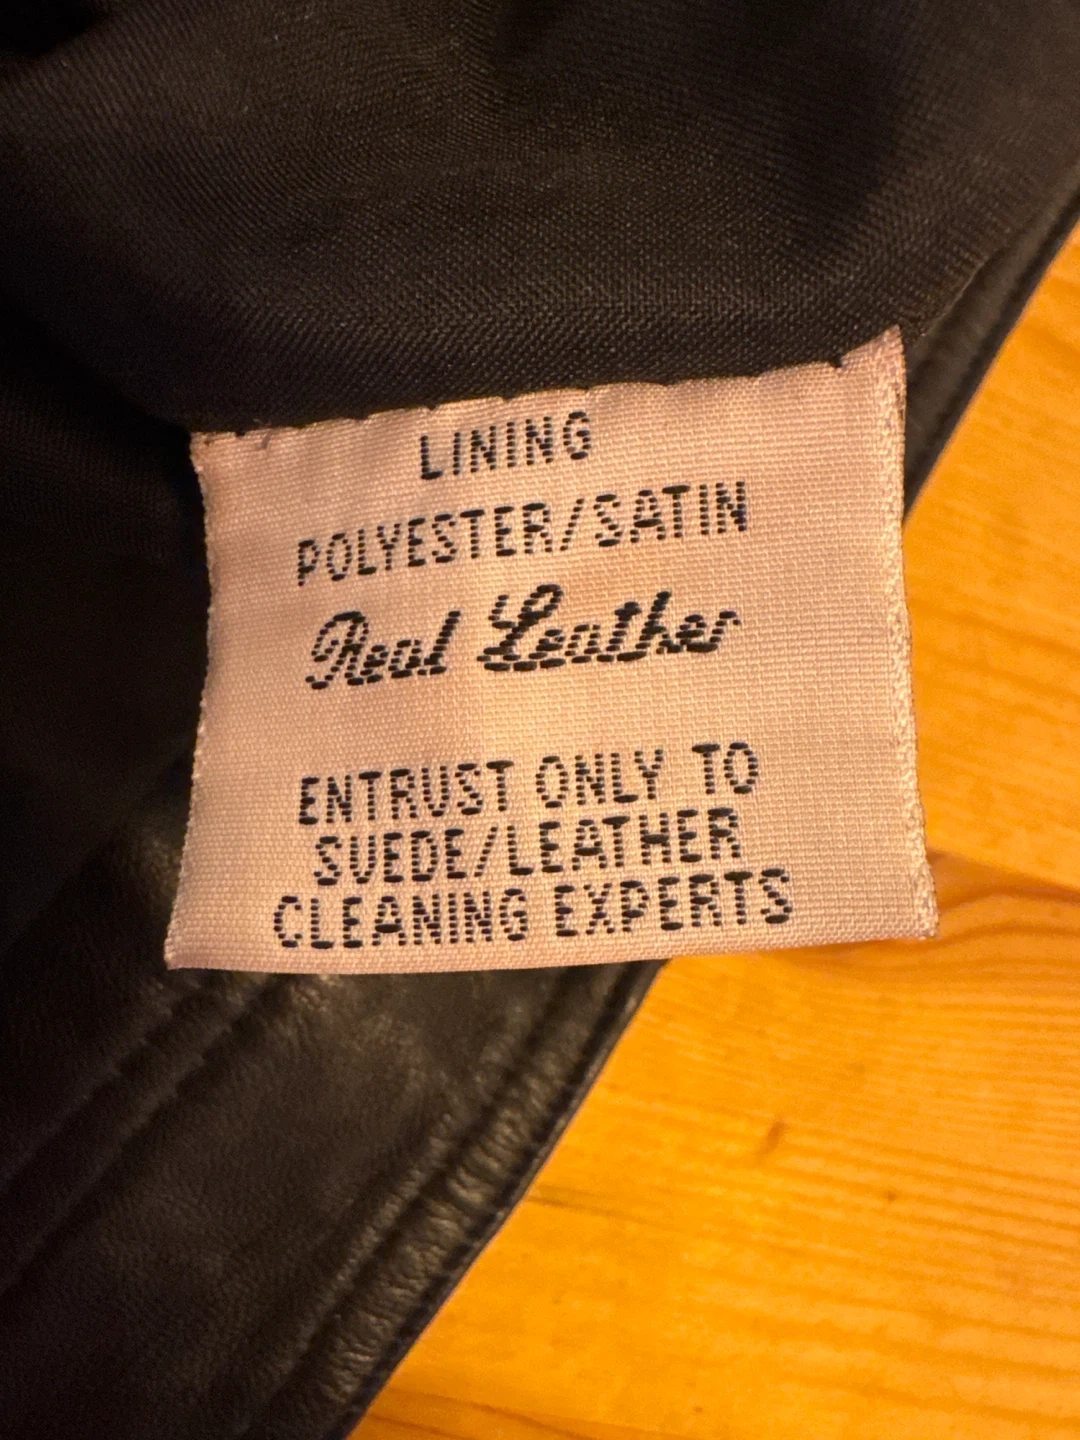 LINING
POLYESTER/SATIN
Real Leather
ENTRUST ONLY TO
SUEDE/LEATHER
CLEANING EXPERTS